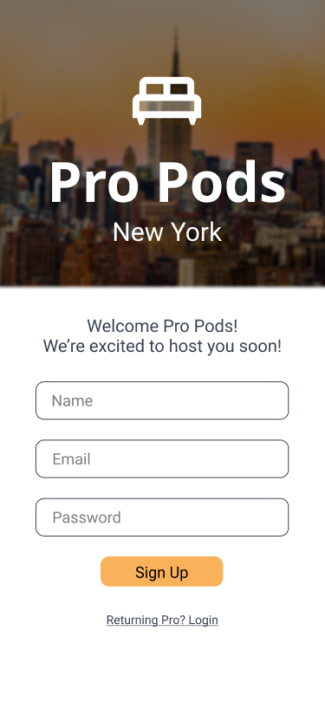 Pro Pods
New York
Welcome Pro Pods!
We’re excited to host you soon!
Name
Email
Password
Sign Up
Returning Pro? Login